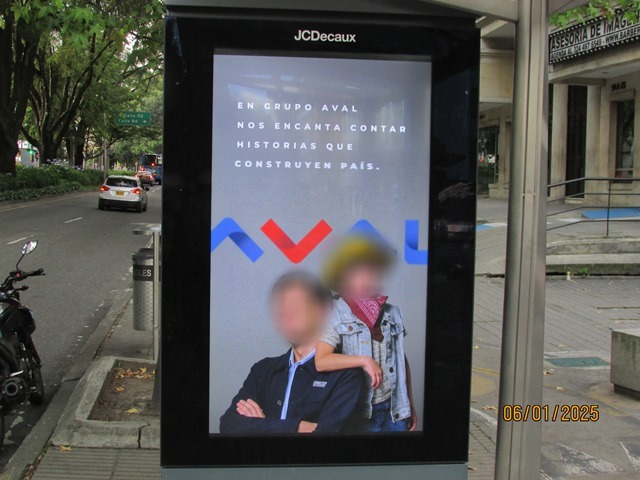 JCDecaux
EN GRUPO AVAL
NOS ENCANTA CONTAR
HISTORIAS QUE
CONSTRUYEN PAÍS.
AVAL
ASESORIA DE IMAGEN
06/01/2025